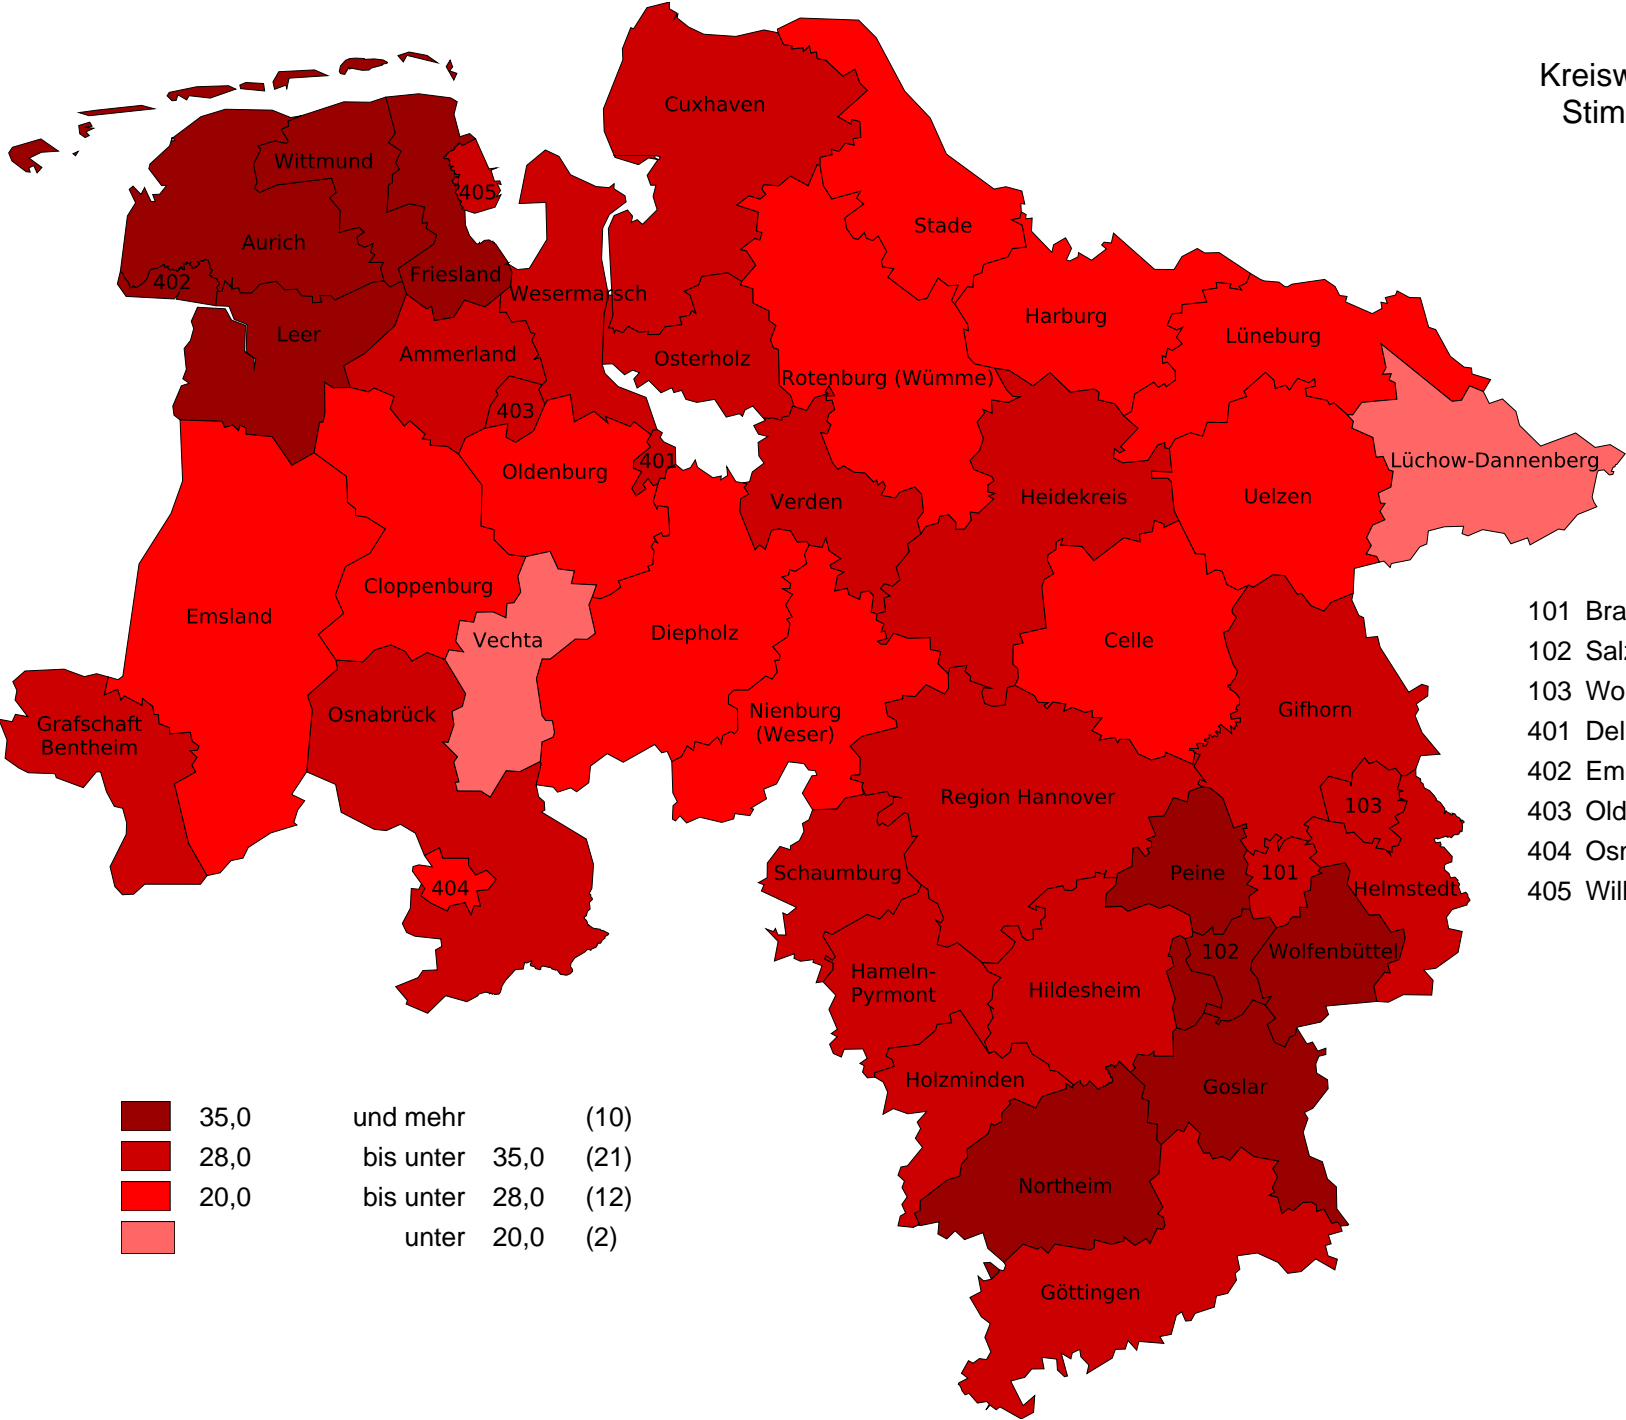 Kreisw
Stim
Cuxhaven
Wittmund
405
Aurich
Stade
Friesland
402
Wesermarsch
Harburg
Leer
Lüneburg
Ammerland
Osterholz
Rotenburg (Wümme)
403
401
Lüchow-Dannenberg
Oldenburg
Heidekreis
Uelzen
Verden
Cloppenburg
Emsland
Diepholz
Vechta
Celle
Gifhorn
Nienburg
(Weser)
Osnabrück
Grafschaft
Bentheim
Region Hannover
103
Schaumburg
Peine
101
404
Helmstedt
102
Wolfenbüttel
Hameln-
Pyrmont
Hildesheim
Holzminden
Goslar
Northeim
Göttingen
101 Bra
102 Salz
103 Wo
401 Del
402 Em
403 Old
404 Osn
405 Will
35,0 und mehr (10)
28,0 bis unter 35,0 (21)
20,0 bis unter 28,0 (12)
unter 20,0 (2)